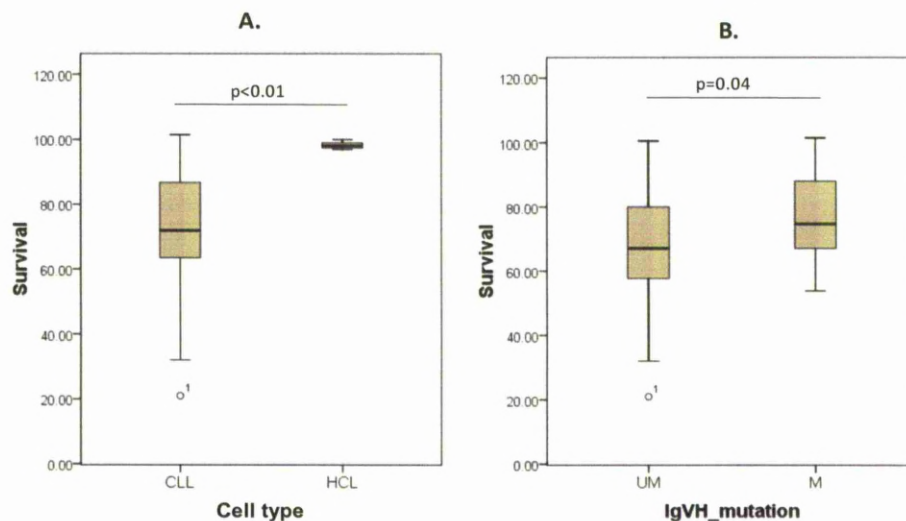 A.
p<0.01
120.00
100.00
80.00
60.00
40.00
20.00
0.00
Survival
1
CLL
HCL
Cell type
B.
p=0.04
120.00
100.00
80.00
60.00
40.00
20.00
0.00
Survival
1
UM
M
IgVH_mutation